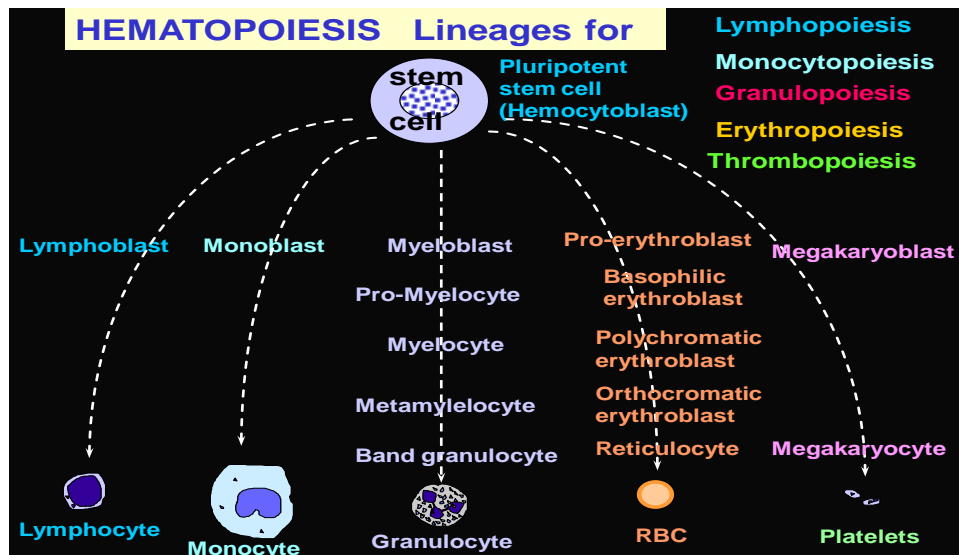 HEMATOPOIESIS Lineages for
Lymphopoiesis
Monocytopoiesis
Granulopoiesis
Erythropoiesis
Thrombopoiesis
stem
cell
Pluripotent
stem cell
(Hemocytoblast)
Lymphoblast
Lymphocyte
Monoblast
Monocyte
Myeloblast
Pro-Myelocyte
Myelocyte
Metamylelocyte
Band granulocyte
Granulocyte
Pro-erythroblast
Basophilic
erythroblast
Polychromatic
erythroblast
Orthocromatic
erythroblast
Reticulocyte
RBC
Megakaryoblast
Megakaryocyte
Platelets